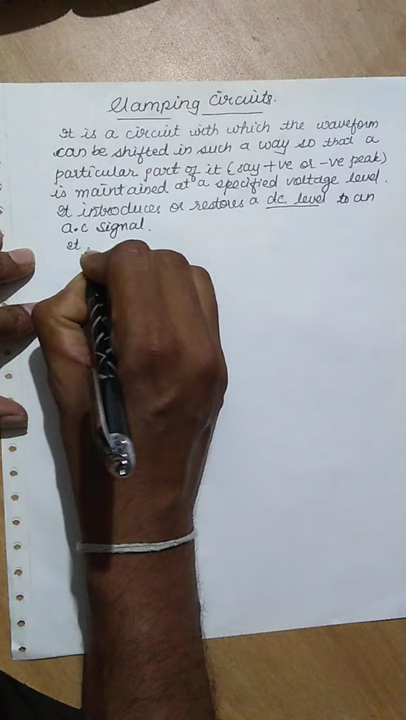 Clamping Circuits.
It is a circuit with which the waveform
can be shifted in such a way so that a
particular part of it (say +ve or -ve peak)
is maintained at a specified voltage level.
It introduces or restores a dc level to an
a.c signal.
It